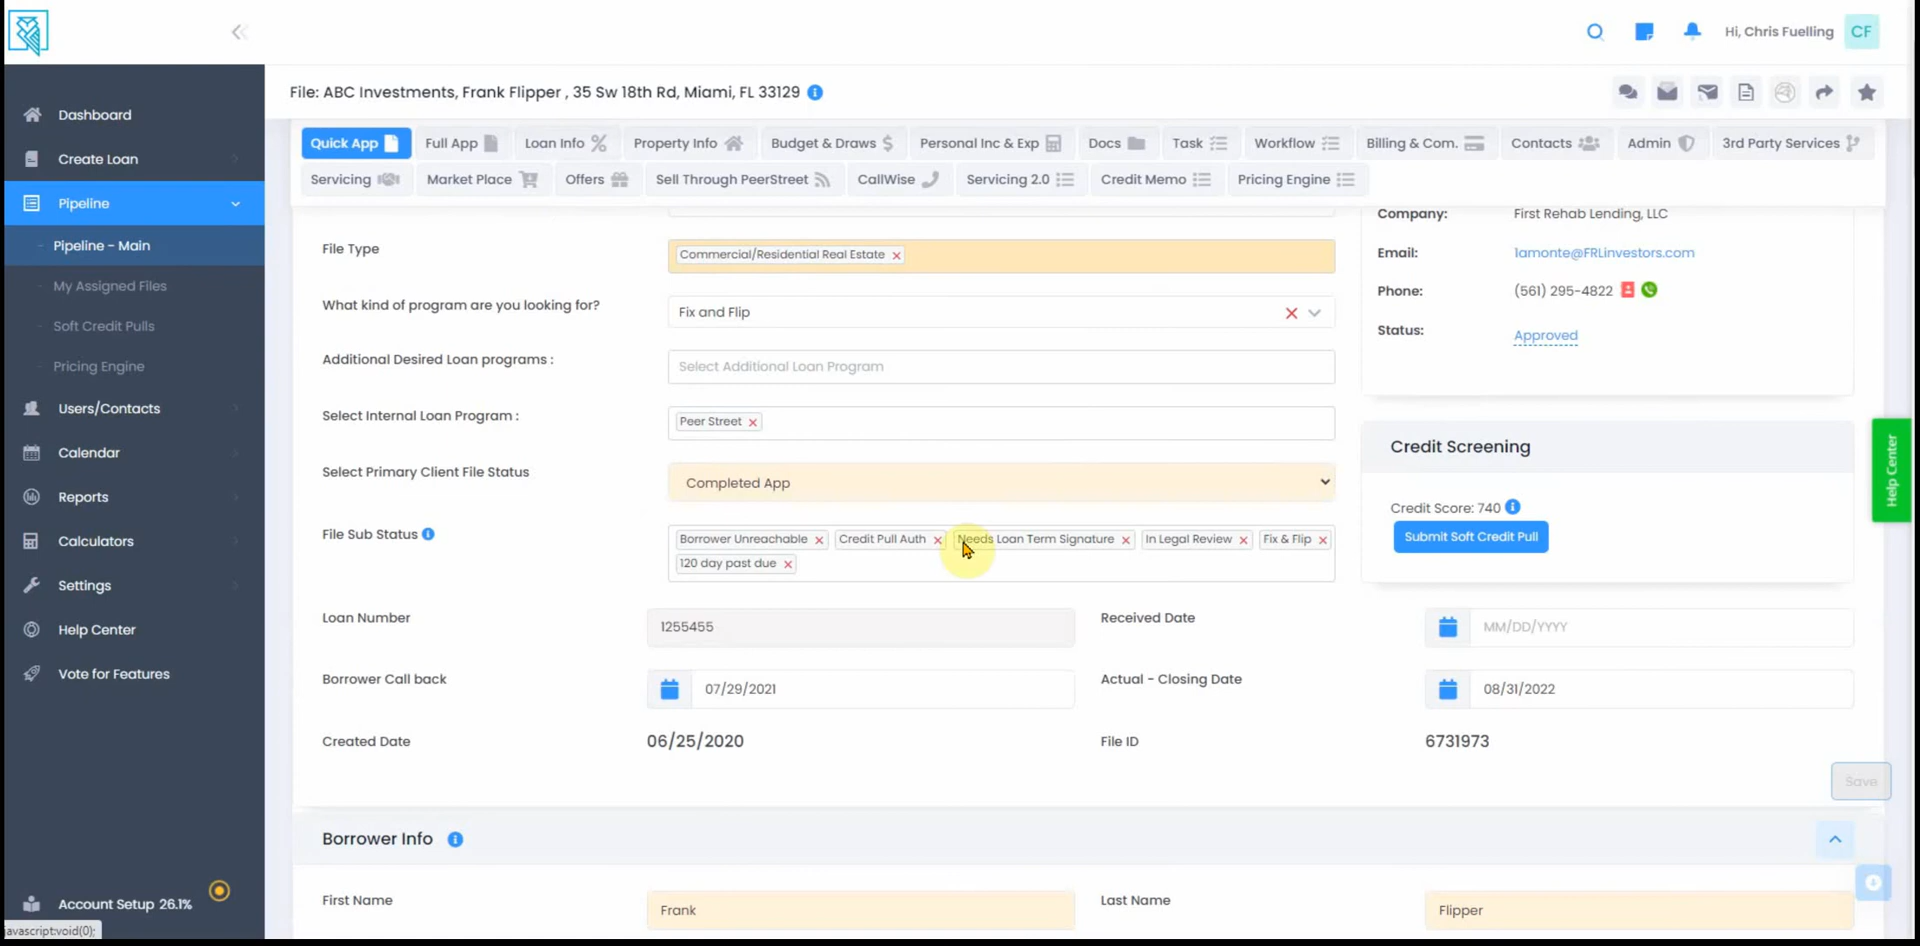 Hi, Chris Fuelling CF
File: ABC Investments, Frank Flipper , 35 Sw 18th Rd, Miami, FL 33129
Dashboard
Create Loan
Pipeline
Pipeline - Main
My Assigned Files
Soft Credit Pulls
Pricing Engine
Users/Contacts
Calendar
Reports
Calculators
Settings
Help Center
Vote for Features
Account Setup 26.1%
javascript:void(0);
Quick App Full App Loan Info Property Info Budget & Draws Personal Inc & Exp Docs Task Workflow Billing & Com. Contacts Admin 3rd Party Services
Servicing Market Place Offers Sell Through PeerStreet CallWise Servicing 2.0 Credit Memo Pricing Engine
File Type Commercial/Residential Real Estate
What kind of program are you looking for? Fix and Flip
Additional Desired Loan programs : Select Additional Loan Program
Select Internal Loan Program : Peer Street
Select Primary Client File Status Completed App
File Sub Status Borrower Unreachable Credit Pull Auth Needs Loan Term Signature In Legal Review Fix & Flip
120 day past due
Loan Number 1255455 Received Date MM/DD/YYYY
Borrower Call back 07/29/2021 Actual - Closing Date 08/31/2022
Created Date 06/25/2020 File ID 6731973
Save
Borrower Info
First Name Frank Last Name Flipper
Company: First Rehab Lending, LLC
Email: lamonte@FRLinvestors.com
Phone: (561) 295-4822
Status: Approved
Credit Screening
Credit Score: 740
Submit Soft Credit Pull
Help Center